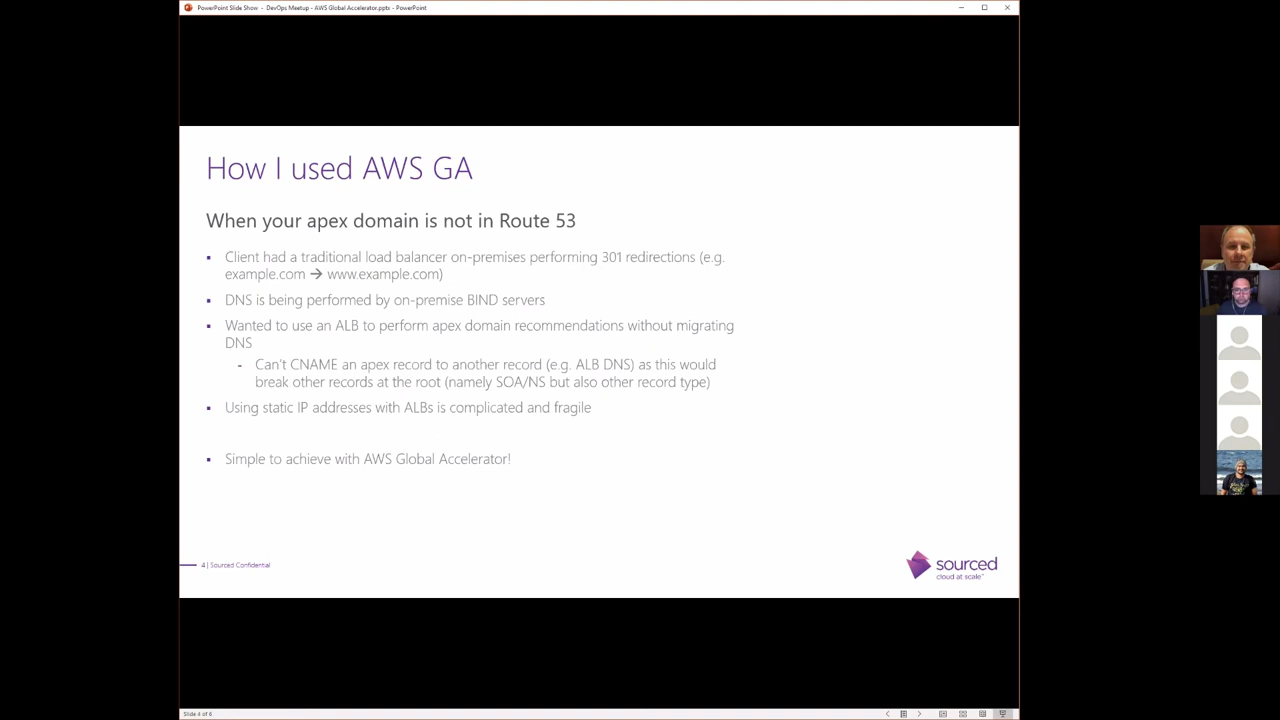 PowerPoint Slide Show - DevOps Meetup - AWS Global Accelerator.pptx - PowerPoint
How I used AWS GA
When your apex domain is not in Route 53
▪ Client had a traditional load balancer on-premises performing 301 redirections (e.g.
example.com → www.example.com)
▪ DNS is being performed by on-premise BIND servers
▪ Wanted to use an ALB to perform apex domain recommendations without migrating
DNS
- Can't CNAME an apex record to another record (e.g. ALB DNS) as this would
break other records at the root (namely SOA/NS but also other record type)
▪ Using static IP addresses with ALBs is complicated and fragile
▪ Simple to achieve with AWS Global Accelerator!
4 | Sourced Confidential
sourced
cloud at scale™
Slide 4 of 6